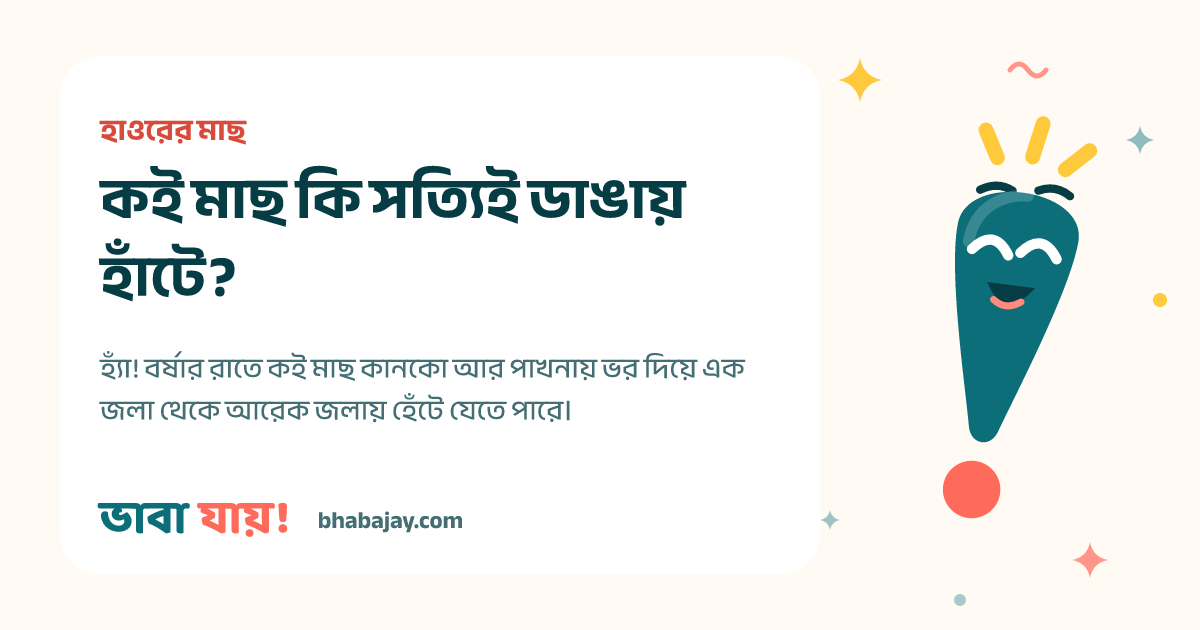 হাওরের মাছ
কই মাছ কি সত্যিই ডাঙায়
হাঁটে?
হ্যাঁ! বর্ষার রাতে কই মাছ কানকো আর পাখনায় ভর দিয়ে এক
জলা থেকে আরেক জলায় হেঁটে যেতে পারে।
ভাবা যায়! bhabajay.com